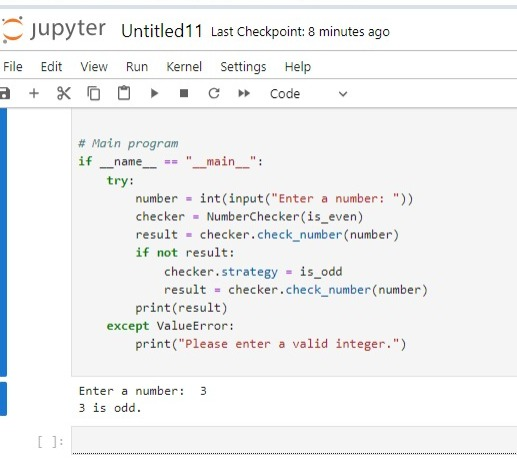 jupyter Untitled11 Last Checkpoint: 8 minutes ago
File Edit View Run Kernel Settings Help
Code
# Main program
if __name__ == "__main__":
    try:
        number = int(input("Enter a number: "))
        checker = NumberChecker(is_even)
        result = checker.check_number(number)
        if not result:
            checker.strategy = is_odd
            result = checker.check_number(number)
        print(result)
    except ValueError:
        print("Please enter a valid integer.")
Enter a number: 3
3 is odd.
[ ]: